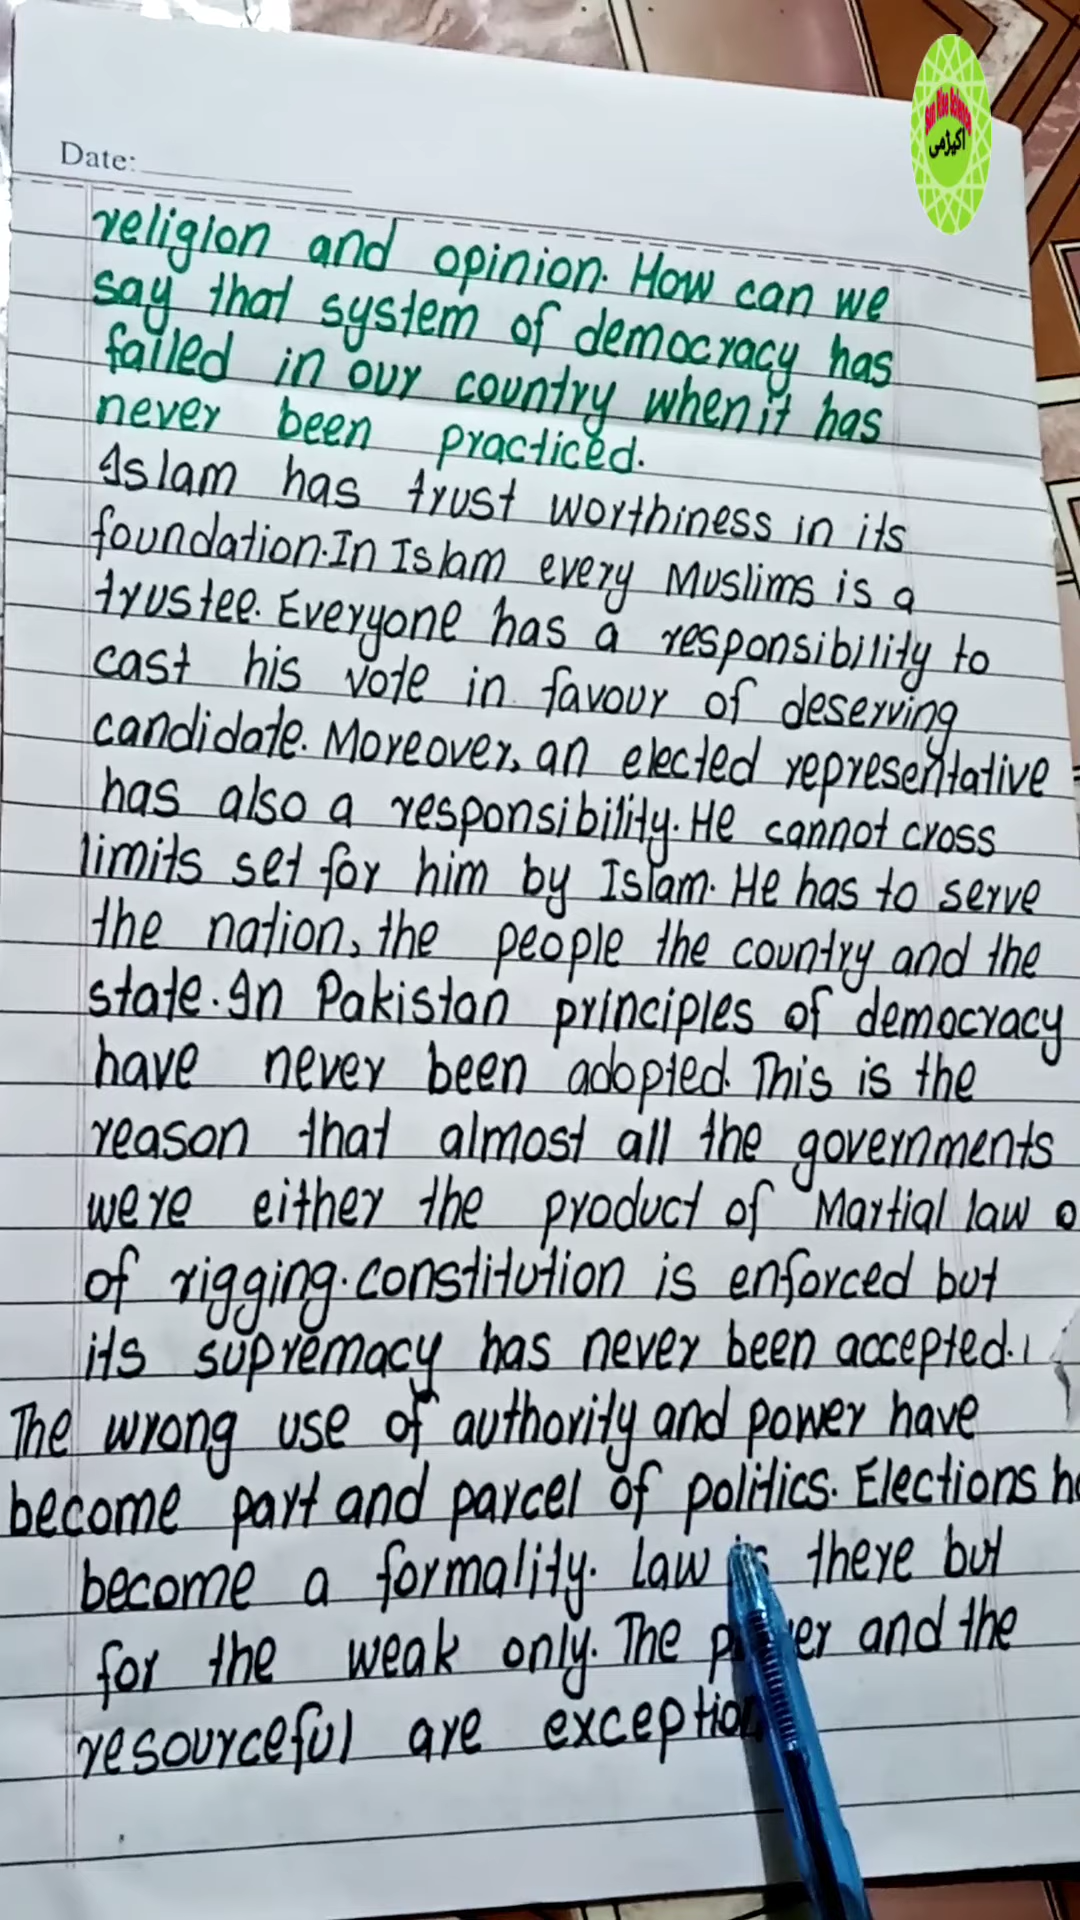 Sun Rise Science
اکیڈمی
Date:
religion and opinion. How can we
say that system of democracy has
failed in our country when it has
never been practiced.
Islam has trust worthiness in its
foundation. In Islam every Muslims is a
trustee. Everyone has a responsibility to
cast his vote in favour of deserving
candidate. Moreover, an elected representative
has also a responsibility. He cannot cross
limits set for him by Islam. He has to serve
the nation, the people the country and the
state. In Pakistan principles of democracy
have never been adopted. This is the
reason that almost all the governments
were either the product of Martial law o
of rigging. constitution is enforced but
its supremacy has never been accepted.
The wrong use of authority and power have
become part and parcel of politics. Elections ha
become a formality. Law is there but
for the weak only. The and the
resourceful are exception